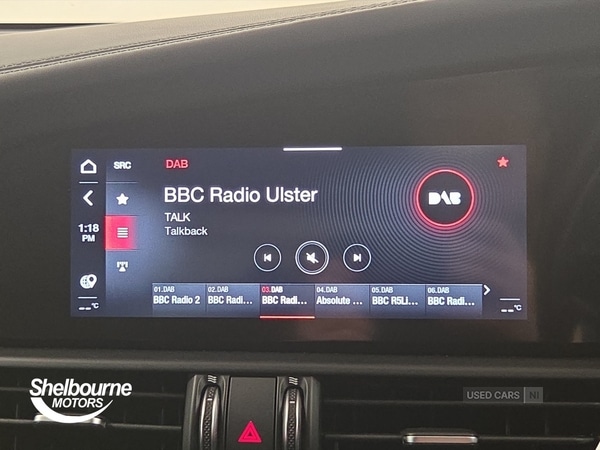 SRC
DAB
BBC Radio Ulster
TALK
Talkback
DAB
1:18
PM
--°C
--°C
01.DAB
BBC Radio 2
02.DAB
BBC Radi...
03.DAB
BBC Radi...
04.DAB
Absolute ...
05.DAB
BBC R5Li...
06.DAB
BBC Radi...
Shelbourne
MOTORS
USED CARS NI